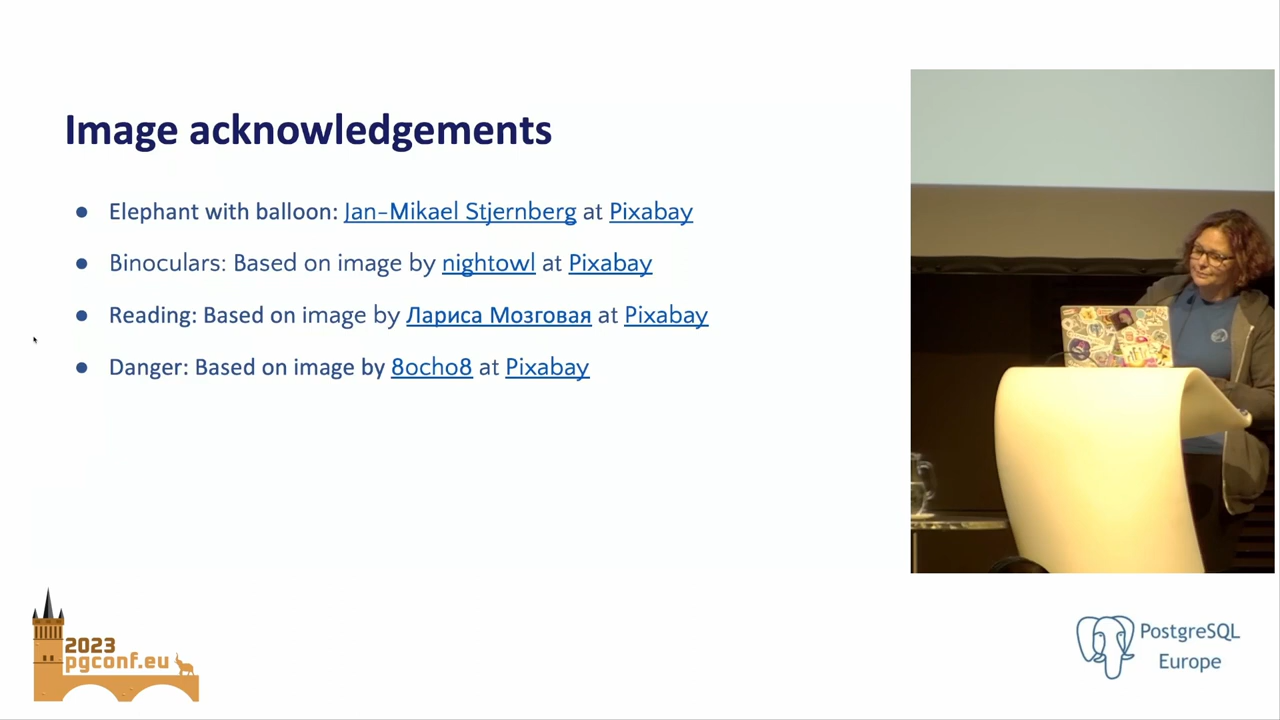 Image acknowledgements
● Elephant with balloon: Jan-Mikael Stjernberg at Pixabay
● Binoculars: Based on image by nightowl at Pixabay
● Reading: Based on image by Лариса Мозговая at Pixabay
● Danger: Based on image by 8ocho8 at Pixabay
2023
pgconf.eu
PostgreSQL
Europe